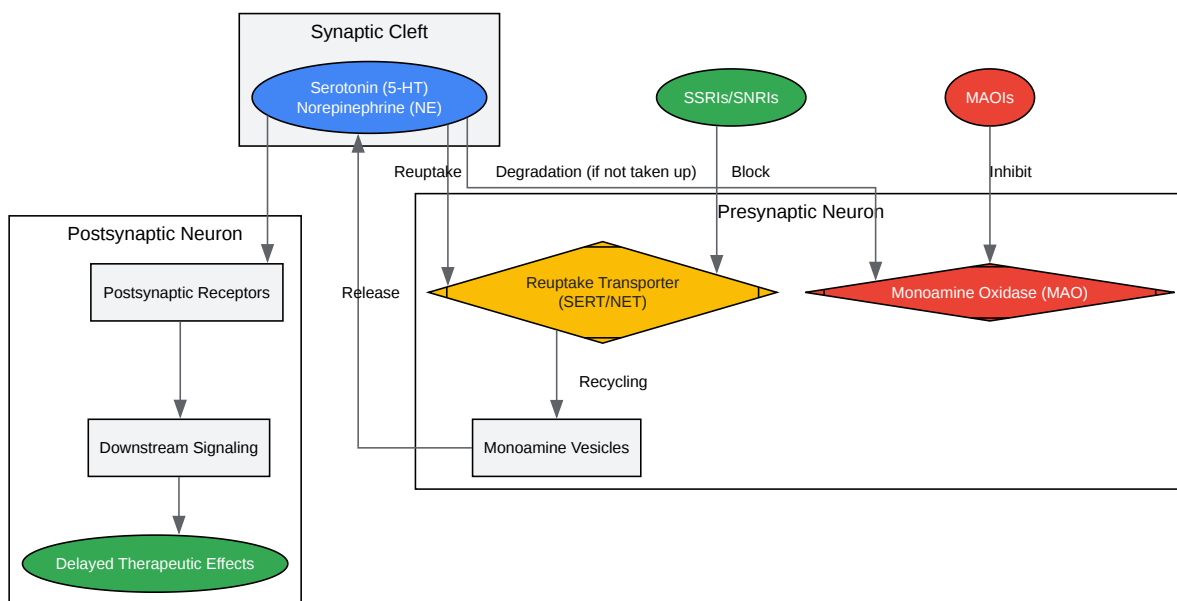 Synaptic Cleft
Serotonin (5-HT)
Norepinephrine (NE)
SSRIs/SNRIs
MAOIs
Reuptake
Degradation (if not taken up)
Block
Inhibit
Presynaptic Neuron
Postsynaptic Neuron
Postsynaptic Receptors
Release
Reuptake Transporter
(SERT/NET)
Monoamine Oxidase (MAO)
Recycling
Downstream Signaling
Monoamine Vesicles
Delayed Therapeutic Effects